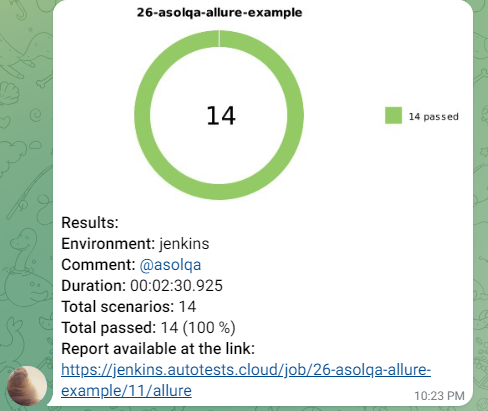 26-asolqa-allure-example
14
14 passed
Results:
Environment: jenkins
Comment: @asolqa
Duration: 00:02:30.925
Total scenarios: 14
Total passed: 14 (100 %)
Report available at the link:
https://jenkins.autotests.cloud/job/26-asolqa-allure-
example/11/allure
10:23 PM